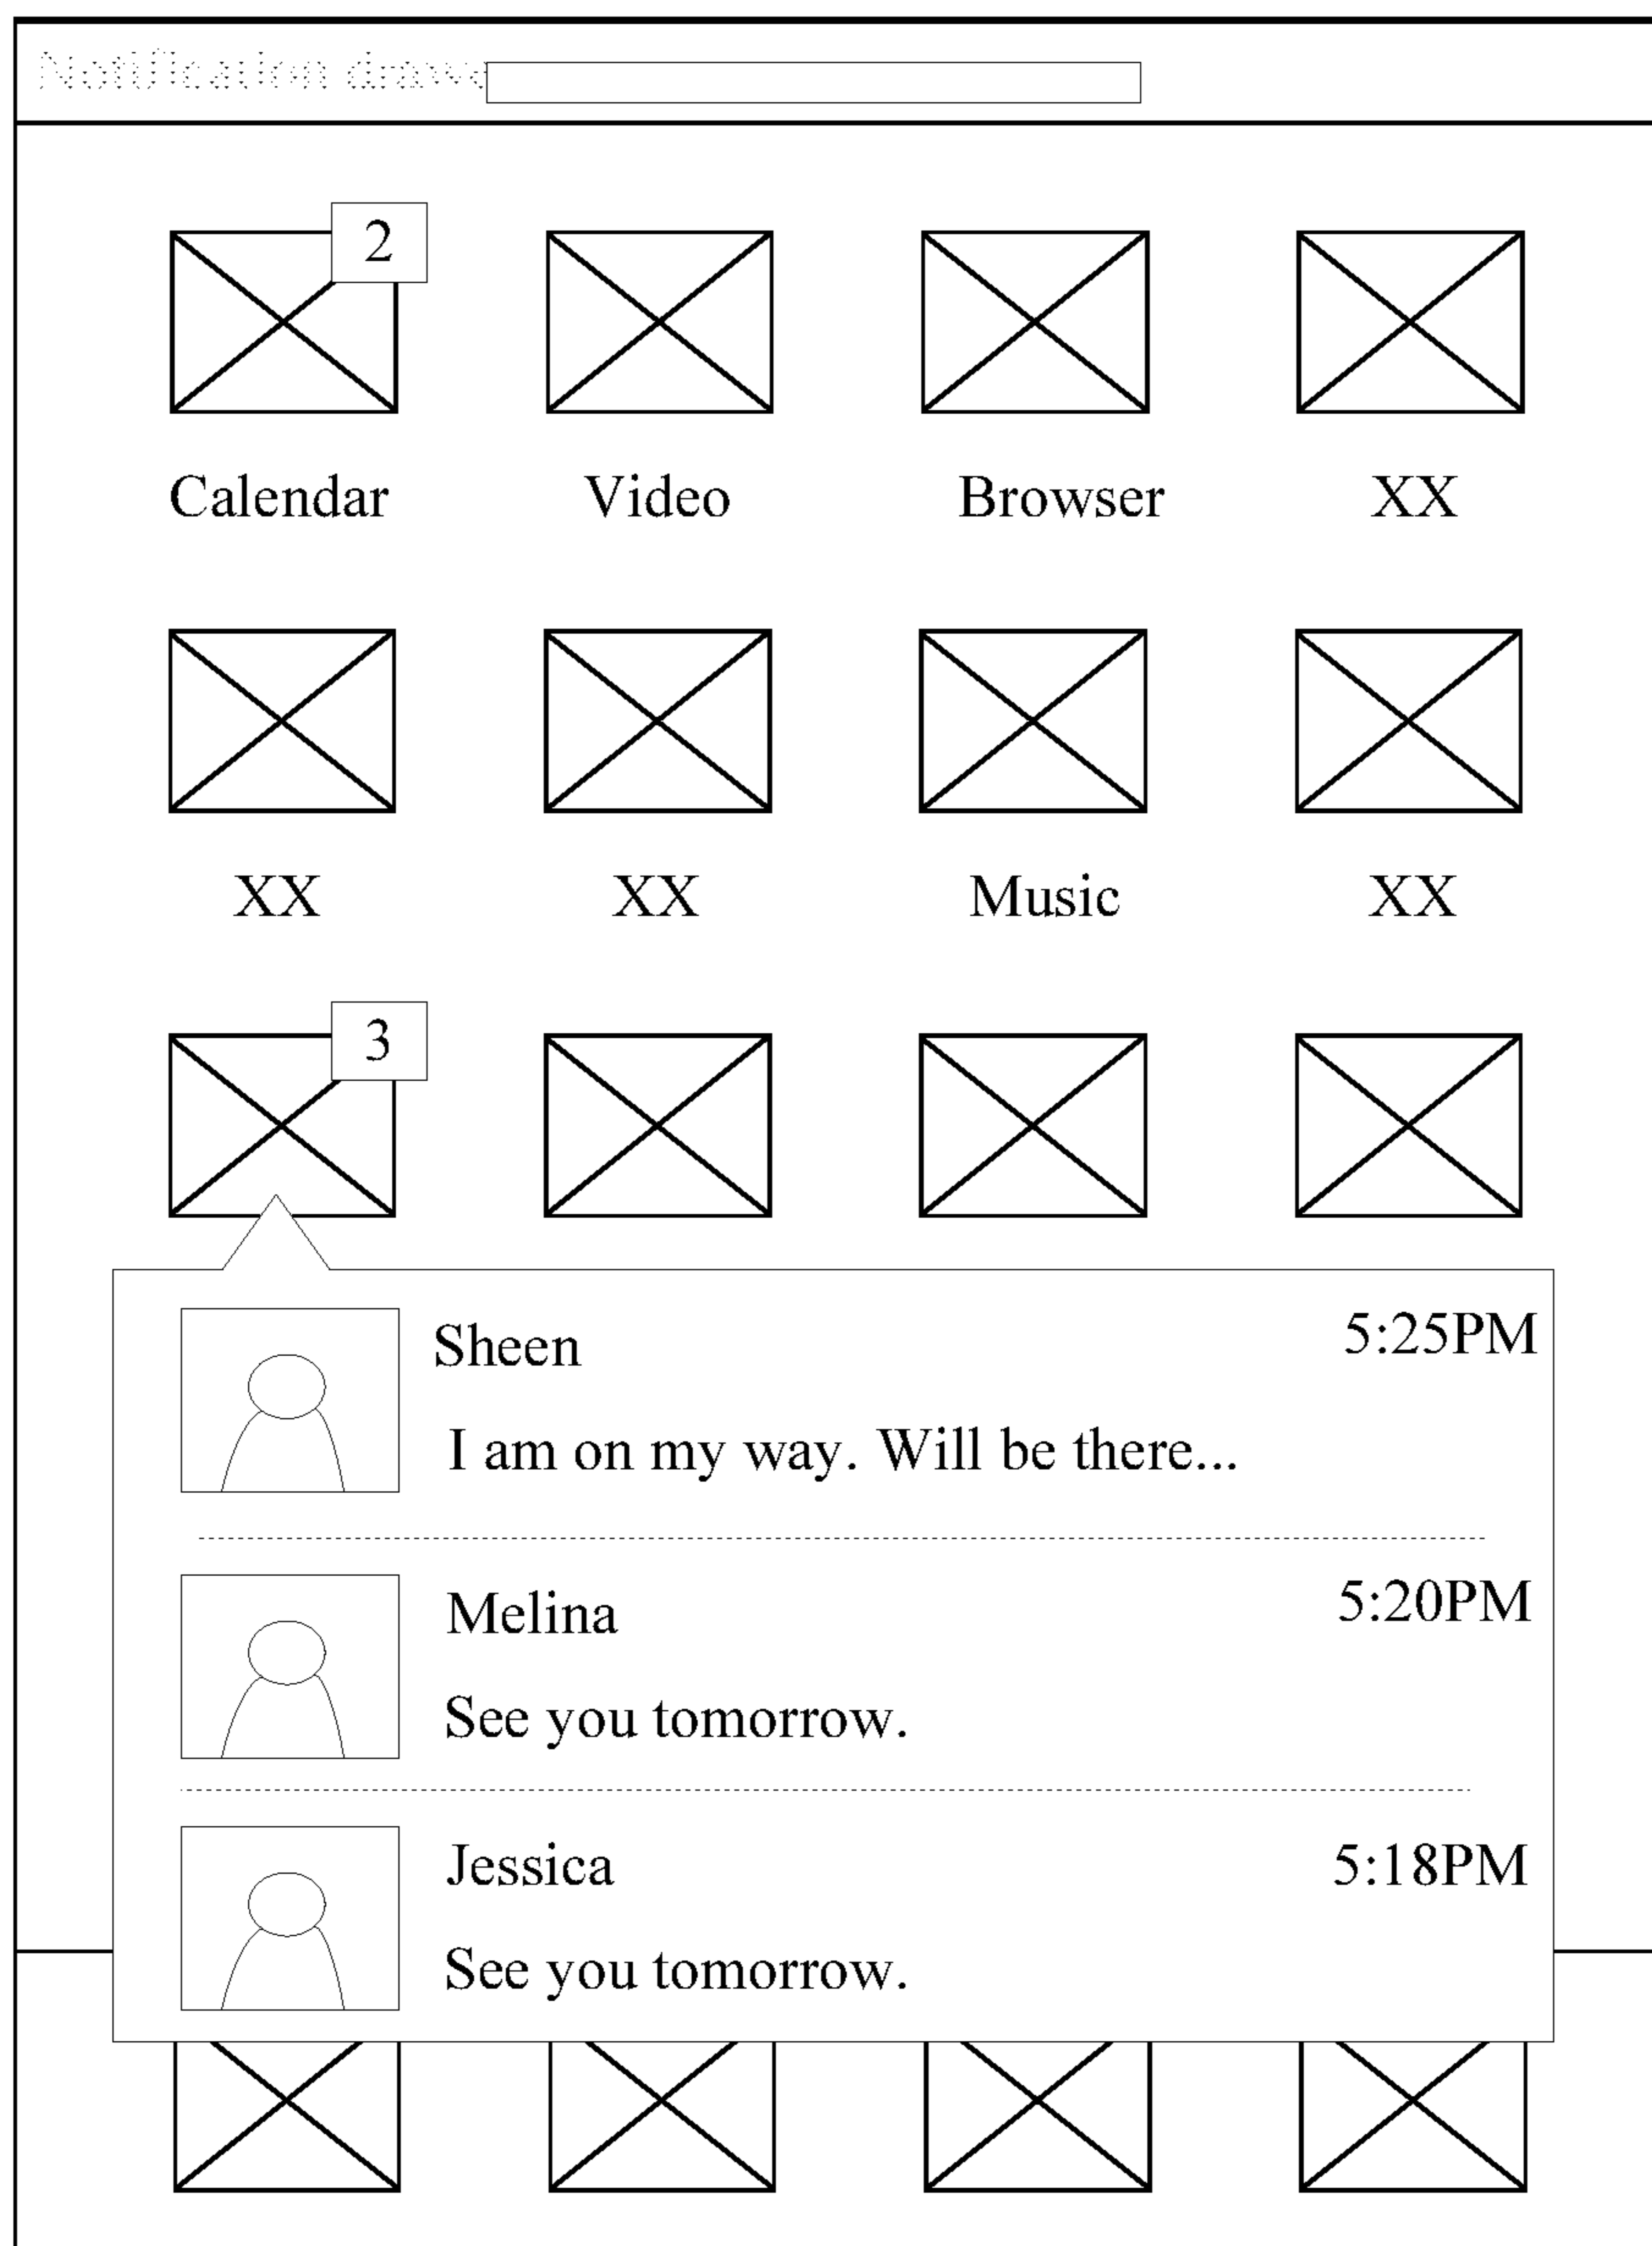 Notification
2
Calendar Video Browser XX
XX XX Music XX
3
Sheen 5:25PM
I am on my way. Will be there...
Melina 5:20PM
See you tomorrow.
Jessica 5:18PM
See you tomorrow.